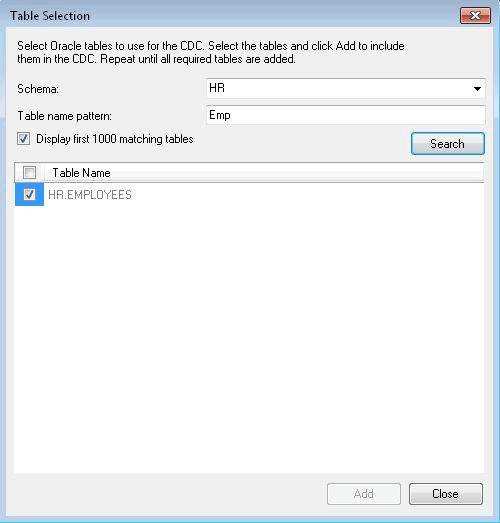 Table Selection
Select Oracle tables to use for the CDC. Select the tables and click Add to include
them in the CDC. Repeat until all required tables are added.
Schema:
HR
Table name pattern:
Emp
Display first 1000 matching tables
Search
Table Name
HR.EMPLOYEES
Add
Close